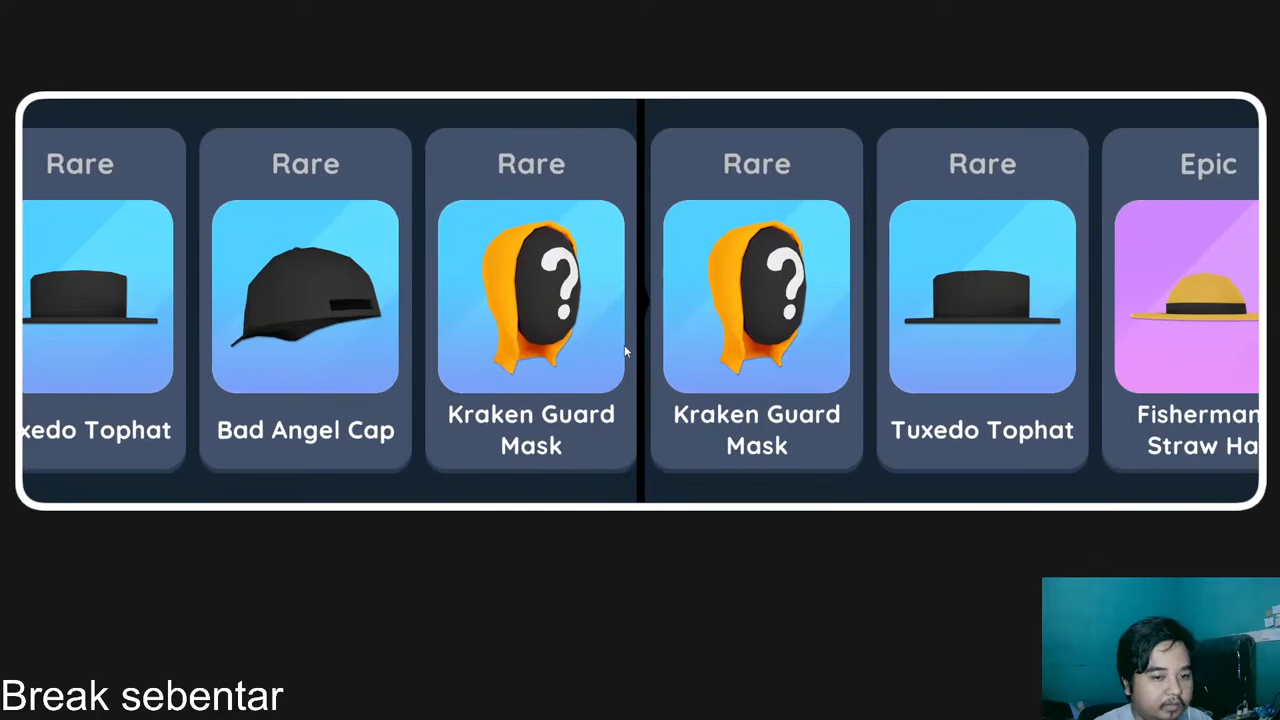 Rare
Rare
Rare
Rare
Rare
Epic
xedo Tophat
Bad Angel Cap
Kraken Guard
Mask
Kraken Guard
Mask
Tuxedo Tophat
Fisherman
Straw Ha
?
?
Break sebentar